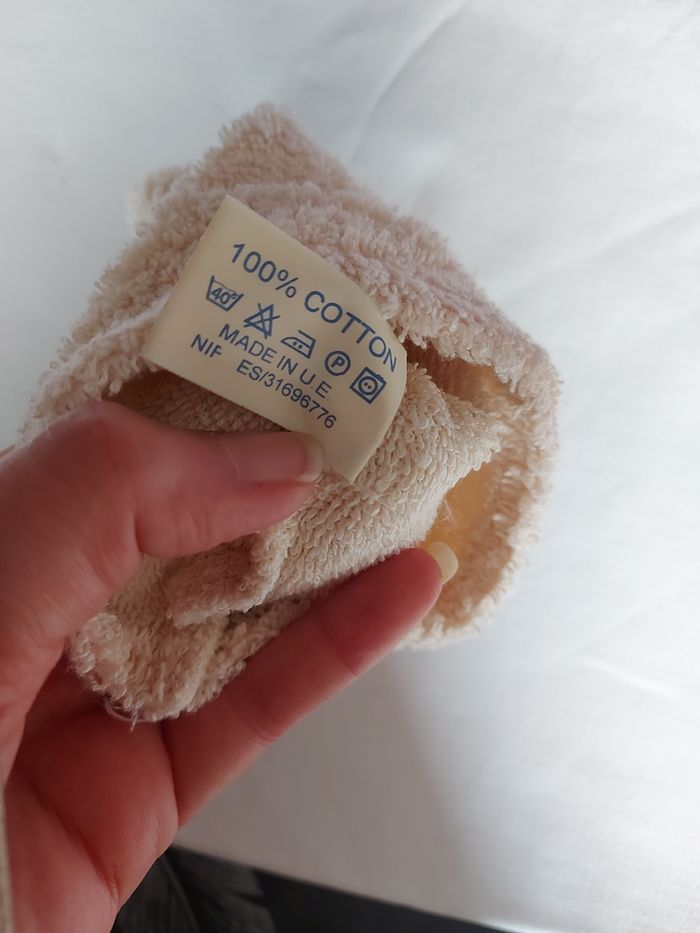 100% COTTON
40°
P
MADE IN U.E.
NIF ES/31696776